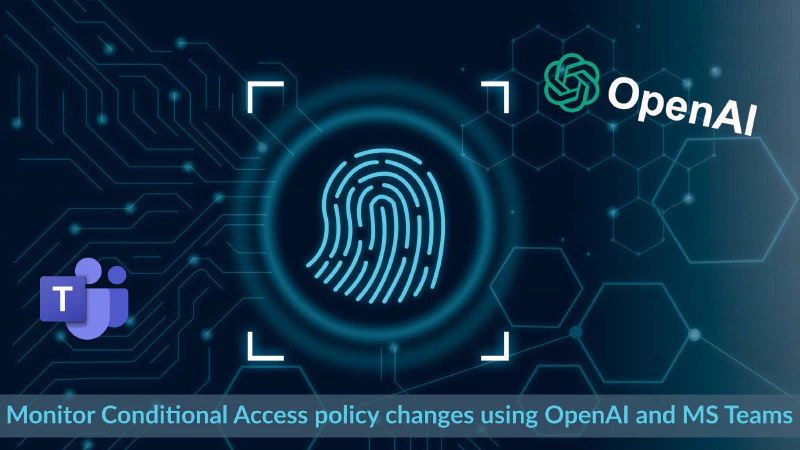 OpenAI
T
Monitor Conditional Access policy changes using OpenAI and MS Teams